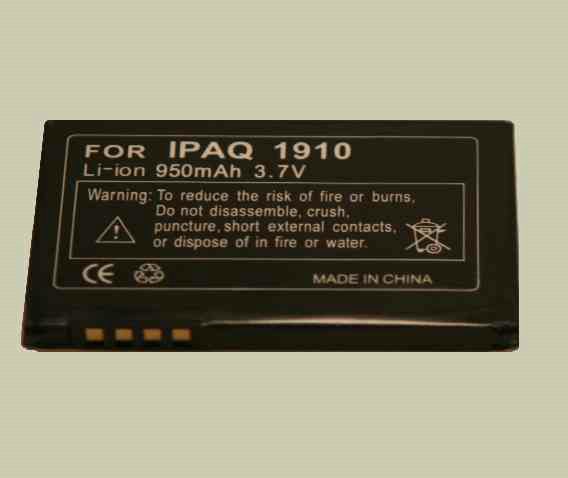 FOR IPAQ 1910
Li-ion 950mAh 3.7V
Warning: To reduce the risk of fire or burns,
Do not disassemble, crush,
puncture, short external contacts,
or dispose of in fire or water.
CE
MADE IN CHINA